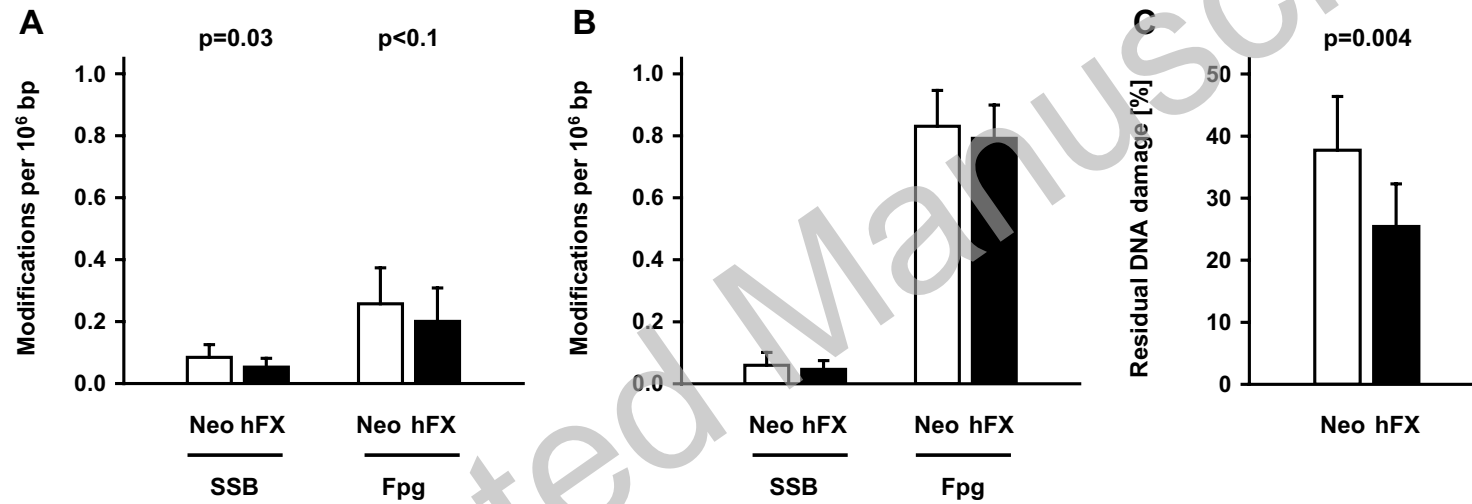 A
p=0.03 p<0.1
Modifications per 10⁶ bp
1.0
0.8
0.6
0.4
0.2
0.0
Neo hFX Neo hFX
SSB Fpg
B
Modifications per 10⁶ bp
1.0
0.8
0.6
0.4
0.2
0.0
Neo hFX Neo hFX
SSB Fpg
C
p=0.004
Residual DNA damage [%]
50
40
30
20
10
0
Neo hFX
ted Manusc